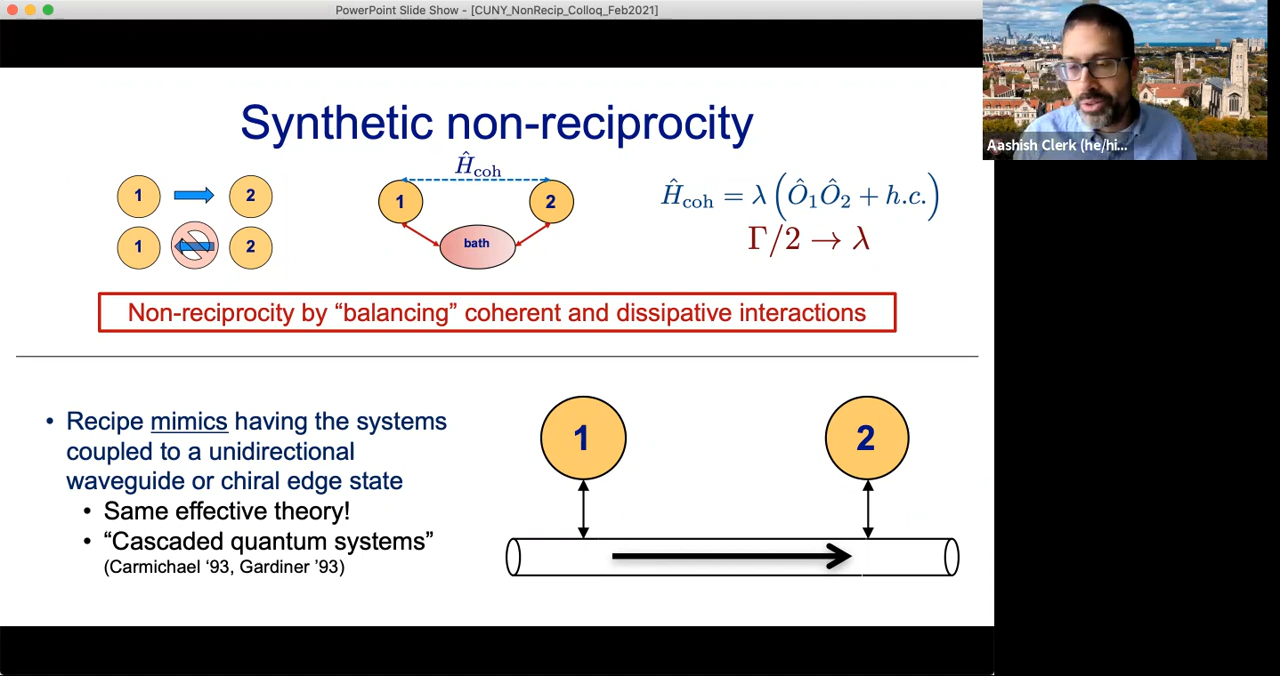 PowerPoint Slide Show - [CUNY_NonRecip_Colloq_Feb2021]
Aashish Clerk (he/hi...
Synthetic non-reciprocity
1
2
1
2
Ĥcoh
1
2
bath
Ĥcoh = λ (Ô₁Ô₂ + h.c.)
Γ/2 → λ
Non-reciprocity by “balancing” coherent and dissipative interactions
• Recipe mimics having the systems
coupled to a unidirectional
waveguide or chiral edge state
• Same effective theory!
• “Cascaded quantum systems”
(Carmichael ‘93, Gardiner ’93)
1
2